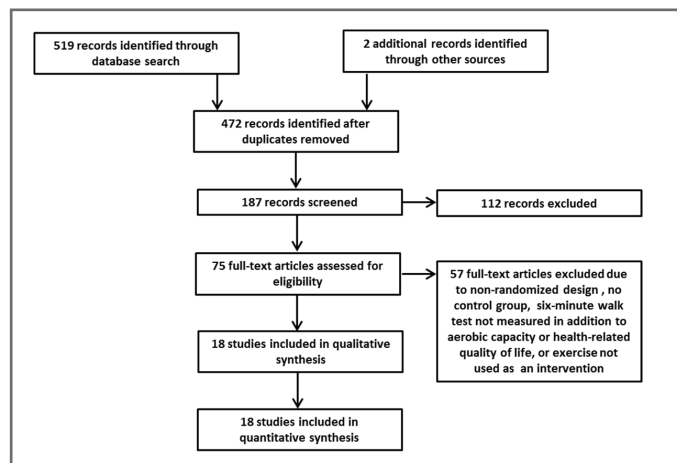 519 records identified through
database search
2 additional records identified
through other sources
472 records identified after
duplicates removed
187 records screened
112 records excluded
75 full-text articles assessed for
eligibility
57 full-text articles excluded due
to non-randomized design , no
control group, six-minute walk
test not measured in addition to
aerobic capacity or health-related
quality of life, or exercise not
used as an intervention
18 studies included in qualitative
synthesis
18 studies included in
quantitative synthesis